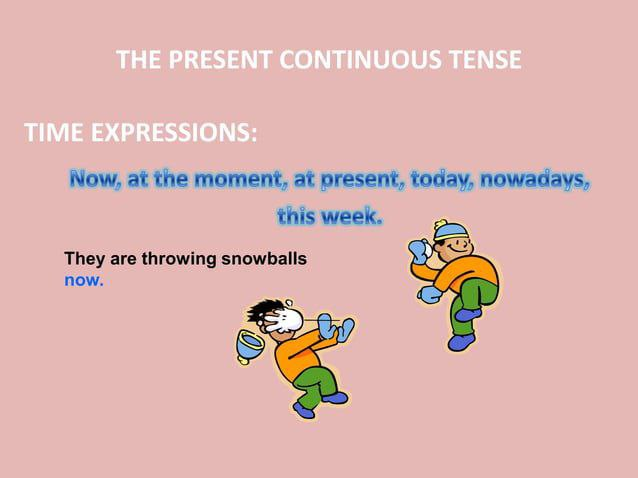 THE PRESENT CONTINUOUS TENSE
TIME EXPRESSIONS:
Now, at the moment, at present, today, nowadays,
this week.
They are throwing snowballs
now.